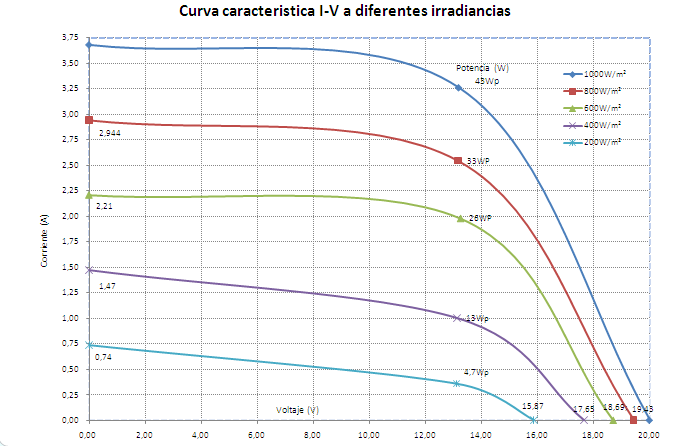 Curva caracteristica I-V a diferentes irradiancias
3,75
3,50
3,25
3,00
2,75
2,50
2,25
2,00
1,75
1,50
1,25
1,00
0,75
0,50
0,25
0,00
Corriente (A)
Potencia (W)
45Wp
1000W/m²
800W/m²
600W/m²
400W/m²
200W/m²
2,944
33WP
2,21
26WP
1,47
13Wp
0,74
4,7Wp
Voltaje (V)
15,87
17,65
18,69
19,43
0,00
2,00
4,00
6,00
8,00
10,00
12,00
14,00
16,00
18,00
20,00